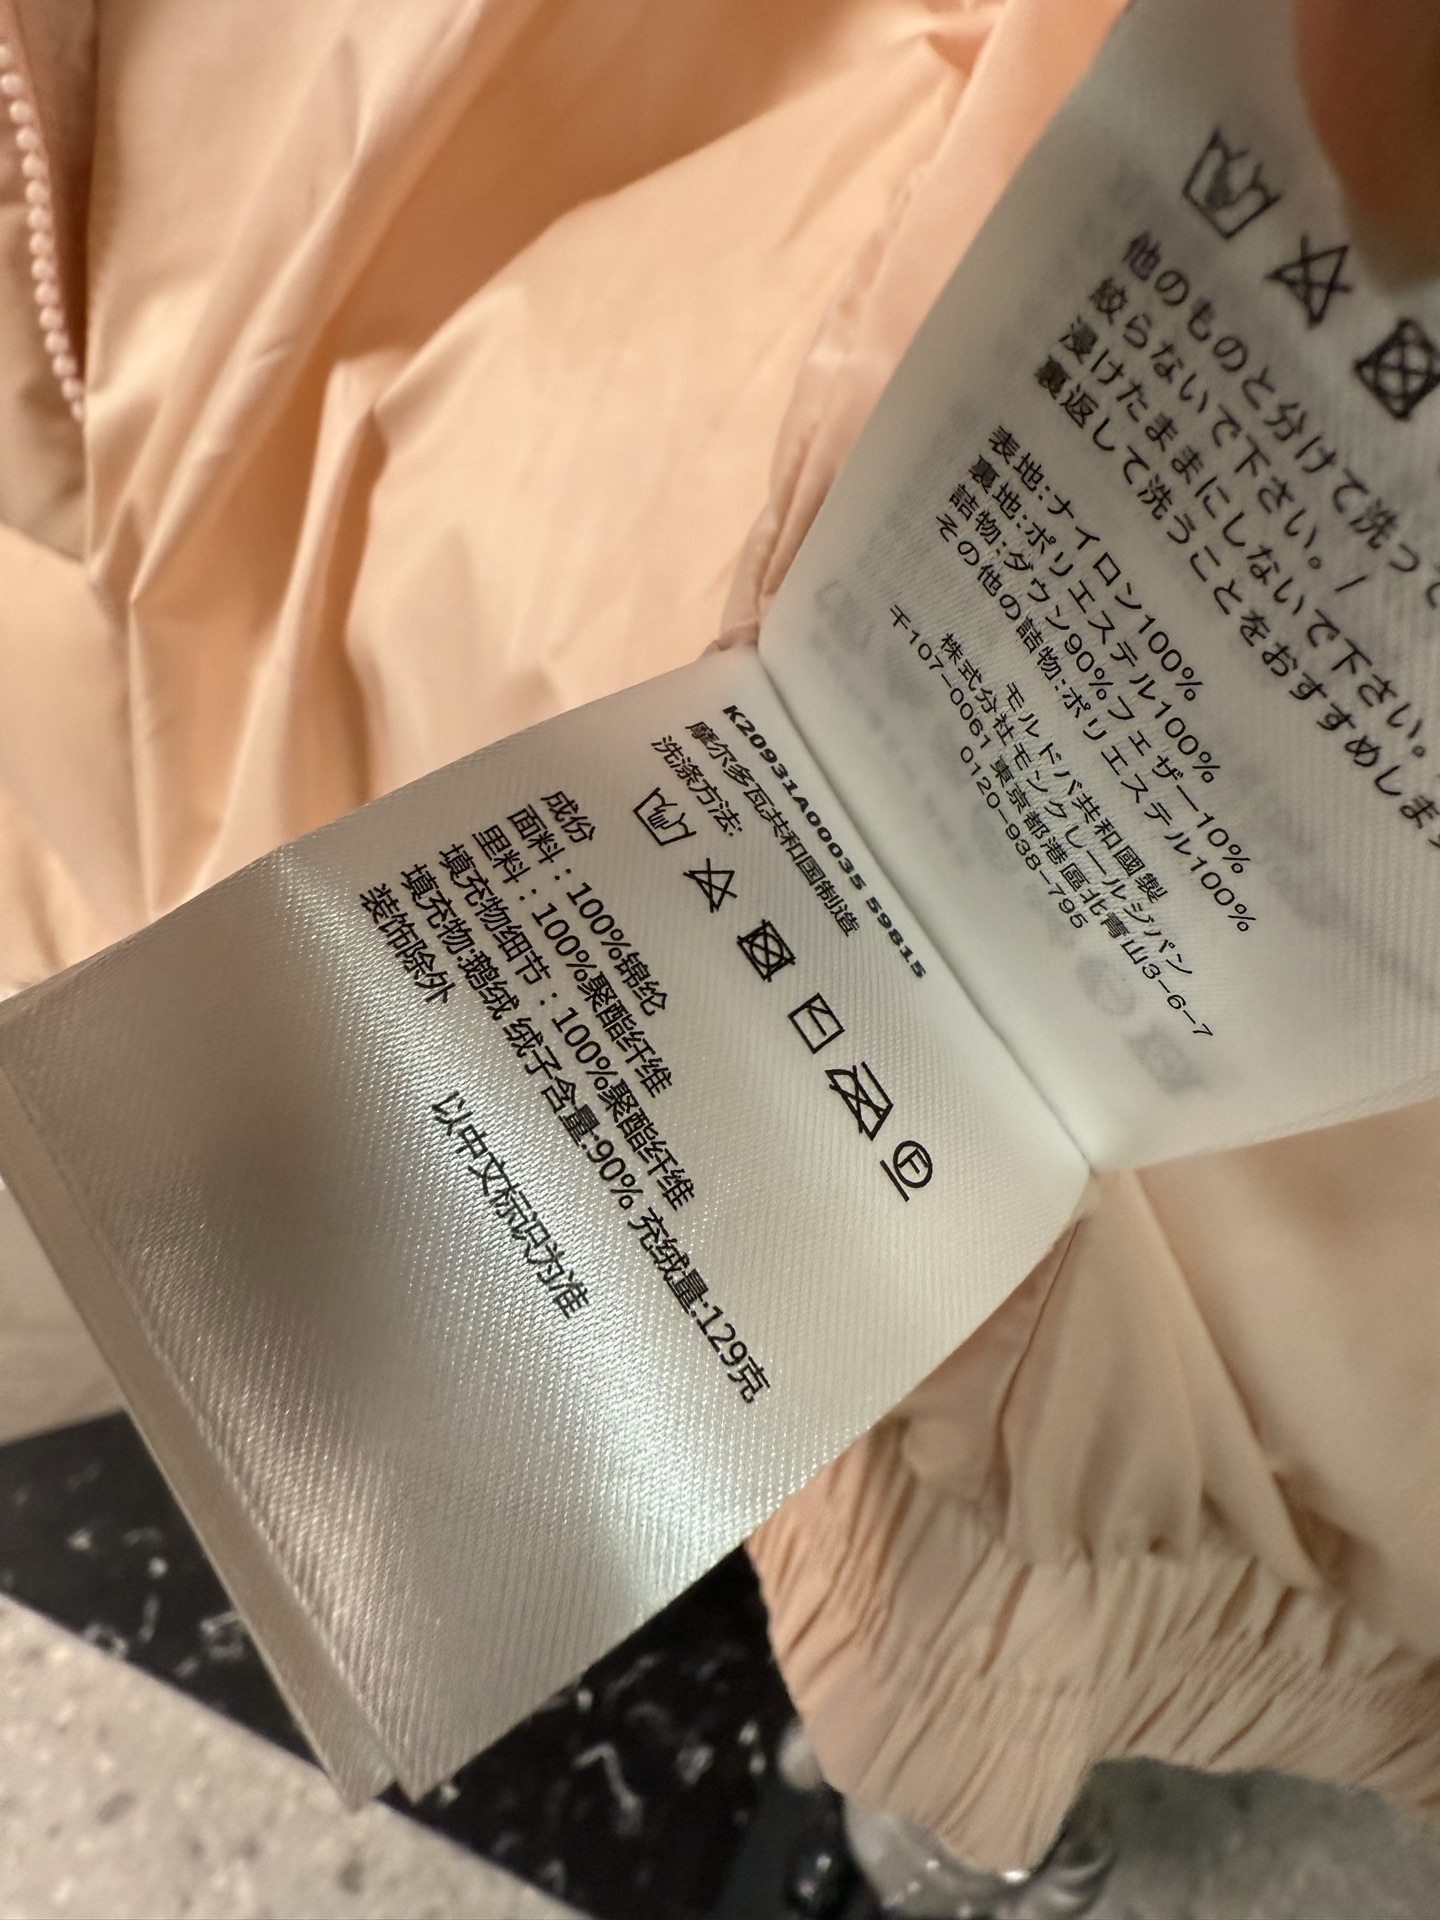 他のものと分けて洗って
絞らないで下さい。/
浸けたままにしないで下さい。
裏返して洗うことをおすすめします
表地:ナイロン100%
裏地:ポリエステル100%
詰物:ダウン90%フェザー10%
その他の詰物:ポリエステル100%
モルドバ共和國製
株式分社モンクレールジパン
〒107-0061 東京都港區北青山3-6-7
0120-938-795
K20931A00035 59815
摩尔多瓦共和国制造
洗涤方法:
成份
面料：100%锦纶
里料：100%聚酯纤维
填充物细节：100%聚酯纤维
填充物:鹅绒 绒子含量:90% 充绒量:129克
装饰除外
以中文标识为准